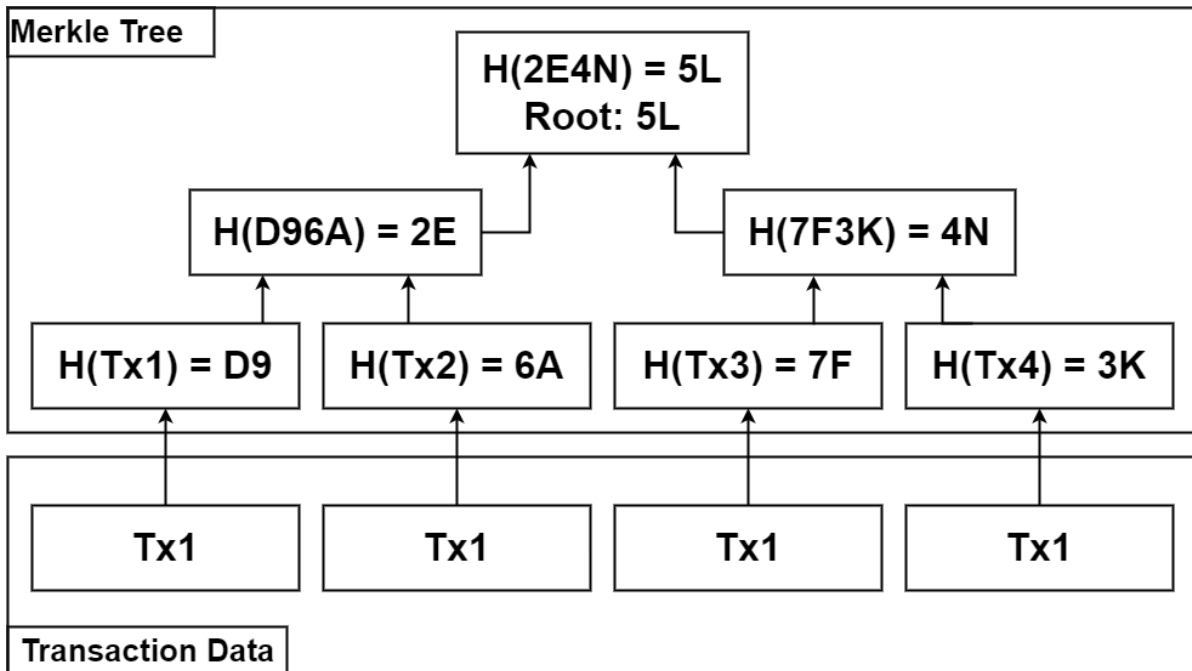 Merkle Tree
H(2E4N) = 5L
Root: 5L
H(D96A) = 2E
H(7F3K) = 4N
H(Tx1) = D9
H(Tx2) = 6A
H(Tx3) = 7F
H(Tx4) = 3K
Tx1
Tx1
Tx1
Tx1
Transaction Data